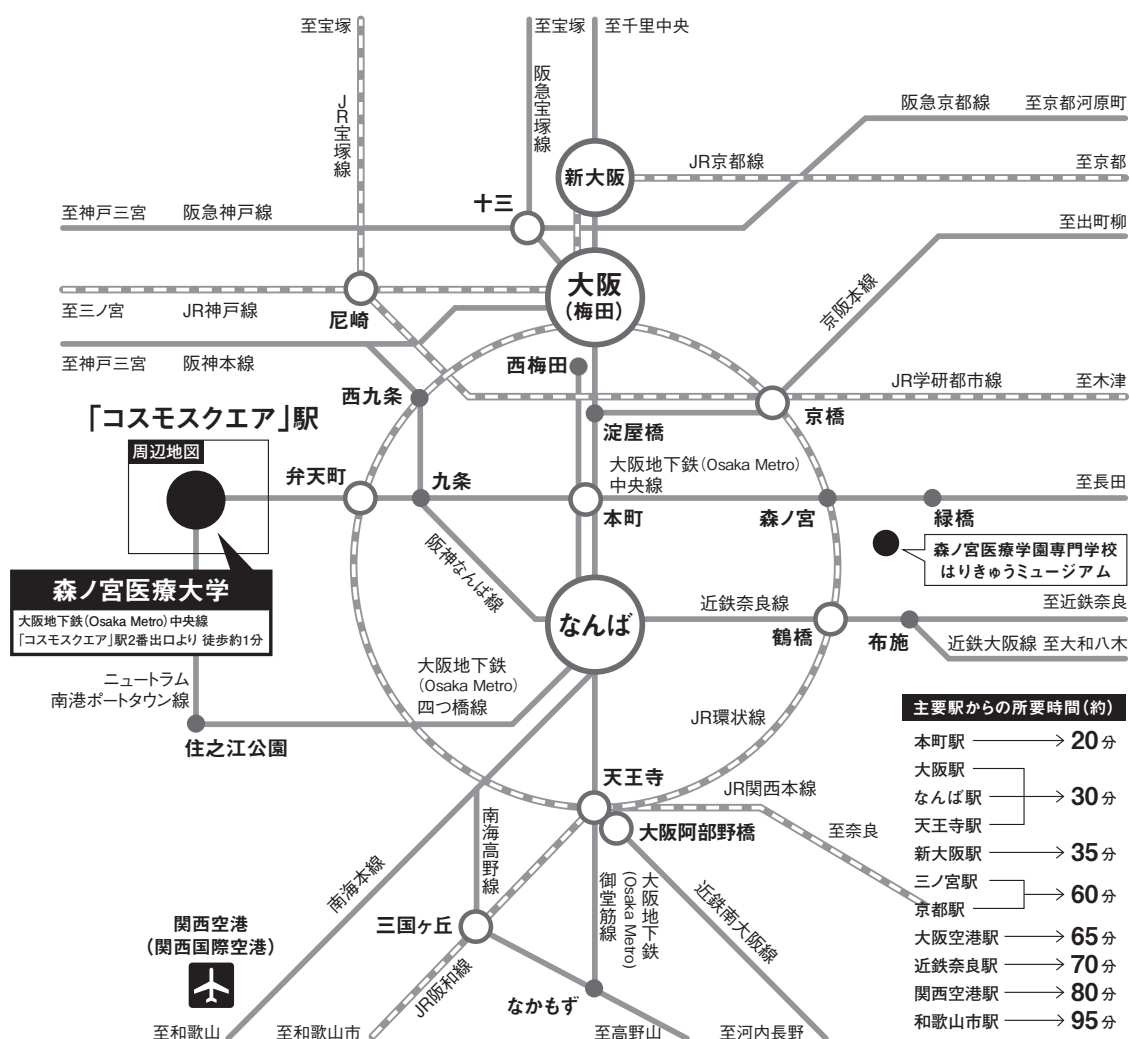 至宝塚
至宝塚
至千里中央
JR宝塚線
阪急宝塚線
阪急京都線 至京都河原町
新大阪
JR京都線
至京都
十三
至神戸三宮 阪急神戸線
至出町柳
大阪
(梅田)
京阪本線
至三ノ宮 JR神戸線
尼崎
至神戸三宮 阪神本線
西梅田
JR学研都市線
至木津
西九条
京橋
「コスモスクエア」駅
淀屋橋
周辺地図
大阪地下鉄(Osaka Metro)
中央線
弁天町
九条
至長田
本町
森ノ宮
緑橋
阪神なんば線
森ノ宮医療学園専門学校
はりきゅうミュージアム
森ノ宮医療大学
大阪地下鉄(Osaka Metro)中央線
「コスモスクエア」駅2番出口より 徒歩約1分
なんば
近鉄奈良線
至近鉄奈良
鶴橋
布施
近鉄大阪線 至大和八木
ニュートラム
南港ポートタウン線
大阪地下鉄
(Osaka Metro)
四つ橋線
住之江公園
JR環状線
天王寺
JR関西本線
大阪阿部野橋
至奈良
南海高野線
南海本線
大阪地下鉄
(Osaka Metro)
御堂筋線
近鉄南大阪線
関西空港
(関西国際空港)
三国ヶ丘
JR阪和線
なかもず
至和歌山
至和歌山市
至高野山
至河内長野
主要駅からの所要時間(約)
本町駅 → 20分
大阪駅
なんば駅 → 30分
天王寺駅
新大阪駅 → 35分
三ノ宮駅
→ 60分
京都駅
大阪空港駅 → 65分
近鉄奈良駅 → 70分
関西空港駅 → 80分
和歌山市駅 → 95分